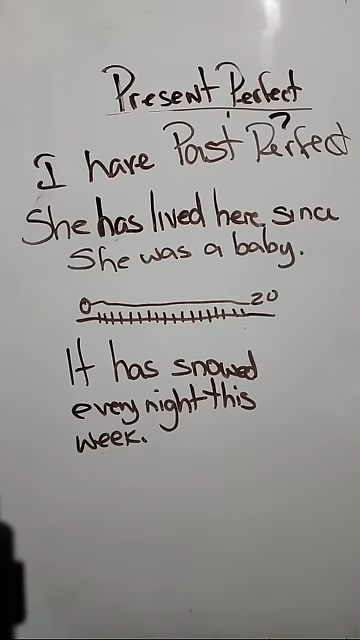 Present Perfect
?
I have Past Perfect
She has lived here since
she was a baby.
0 20
It has snowed
every night this
week.